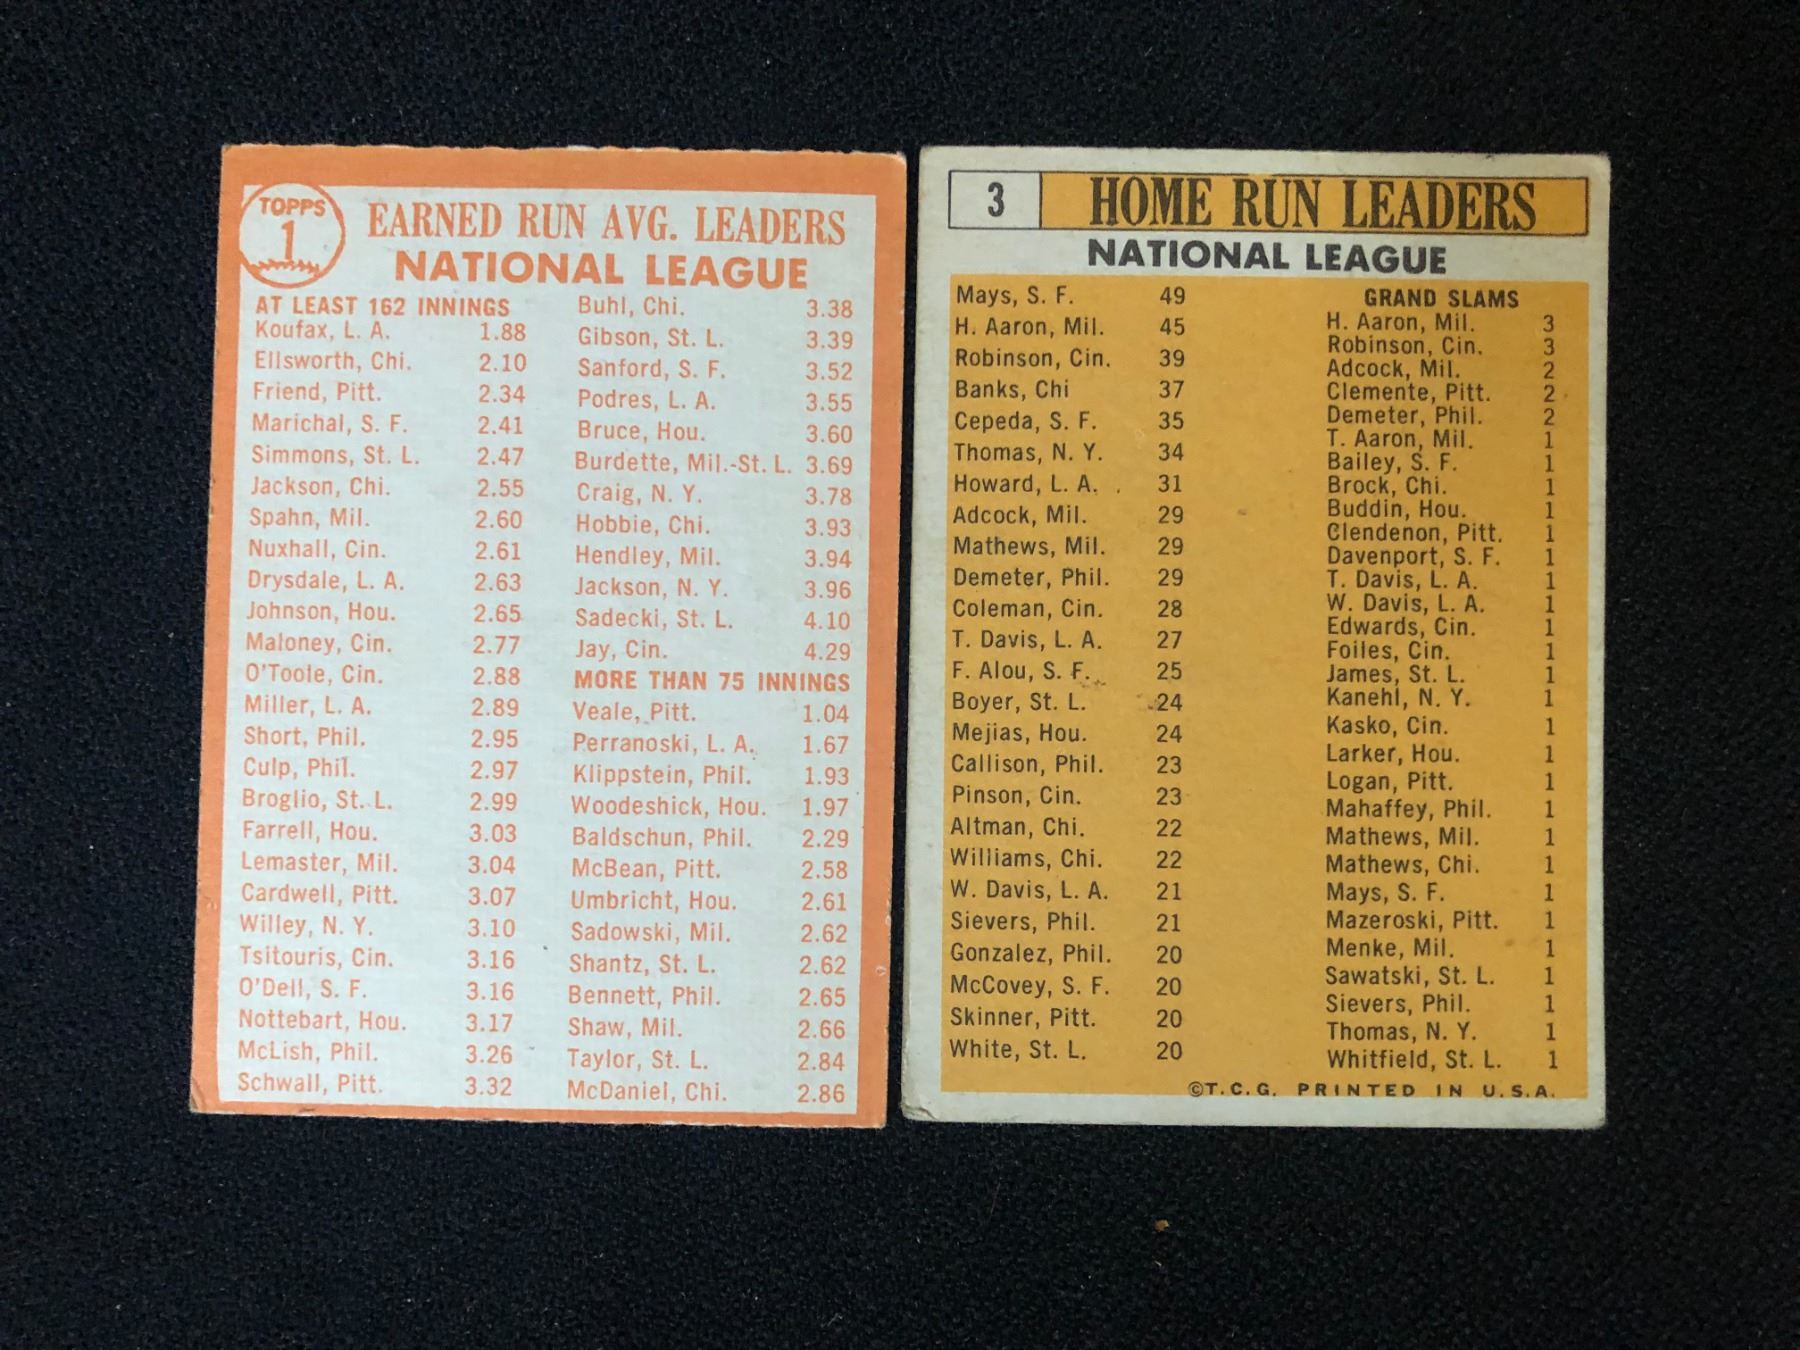 TOPPS
1
EARNED RUN AVG. LEADERS
NATIONAL LEAGUE
AT LEAST 162 INNINGS
Koufax, L. A. 1.88
Ellsworth, Chi. 2.10
Friend, Pitt. 2.34
Marichal, S. F. 2.41
Simmons, St. L. 2.47
Jackson, Chi. 2.55
Spahn, Mil. 2.60
Nuxhall, Cin. 2.61
Drysdale, L. A. 2.63
Johnson, Hou. 2.65
Maloney, Cin. 2.77
O'Toole, Cin. 2.88
Miller, L. A. 2.89
Short, Phil. 2.95
Culp, Phil. 2.97
Broglio, St. L. 2.99
Farrell, Hou. 3.03
Lemaster, Mil. 3.04
Cardwell, Pitt. 3.07
Willey, N. Y. 3.10
Tsitouris, Cin. 3.16
O'Dell, S. F. 3.16
Nottebart, Hou. 3.17
McLish, Phil. 3.26
Schwall, Pitt. 3.32
Buhl, Chi. 3.38
Gibson, St. L. 3.39
Sanford, S. F. 3.52
Podres, L. A. 3.55
Bruce, Hou. 3.60
Burdette, Mil.-St. L. 3.69
Craig, N. Y. 3.78
Hobbie, Chi. 3.93
Hendley, Mil. 3.94
Jackson, N. Y. 3.96
Sadecki, St. L. 4.10
Jay, Cin. 4.29
MORE THAN 75 INNINGS
Veale, Pitt. 1.04
Perranoski, L. A. 1.67
Klippstein, Phil. 1.93
Woodeshick, Hou. 1.97
Baldschun, Phil. 2.29
McBean, Pitt. 2.58
Umbricht, Hou. 2.61
Sadowski, Mil. 2.62
Shantz, St. L. 2.62
Bennett, Phil. 2.65
Shaw, Mil. 2.66
Taylor, St. L. 2.84
McDaniel, Chi. 2.86
3
HOME RUN LEADERS
NATIONAL LEAGUE
Mays, S. F. 49
H. Aaron, Mil. 45
Robinson, Cin. 39
Banks, Chi 37
Cepeda, S. F. 35
Thomas, N. Y. 34
Howard, L. A. 31
Adcock, Mil. 29
Mathews, Mil. 29
Demeter, Phil. 29
Coleman, Cin. 28
T. Davis, L. A. 27
F. Alou, S. F. 25
Boyer, St. L. 24
Mejias, Hou. 24
Callison, Phil. 23
Pinson, Cin. 23
Altman, Chi. 22
Williams, Chi. 22
W. Davis, L. A. 21
Sievers, Phil. 21
Gonzalez, Phil. 20
McCovey, S. F. 20
Skinner, Pitt. 20
White, St. L. 20
GRAND SLAMS
H. Aaron, Mil. 3
Robinson, Cin. 3
Adcock, Mil. 2
Clemente, Pitt. 2
Demeter, Phil. 2
T. Aaron, Mil. 1
Bailey, S. F. 1
Brock, Chi. 1
Buddin, Hou. 1
Clendenon, Pitt. 1
Davenport, S. F. 1
T. Davis, L. A. 1
W. Davis, L. A. 1
Edwards, Cin. 1
Foiles, Cin. 1
James, St. L. 1
Kanehl, N. Y. 1
Kasko, Cin. 1
Larker, Hou. 1
Logan, Pitt. 1
Mahaffey, Phil. 1
Mathews, Mil. 1
Mathews, Chi. 1
Mays, S. F. 1
Mazeroski, Pitt. 1
Menke, Mil. 1
Sawatski, St. L. 1
Sievers, Phil. 1
Thomas, N. Y. 1
Whitfield, St. L. 1
©T.C.G. PRINTED IN U.S.A.